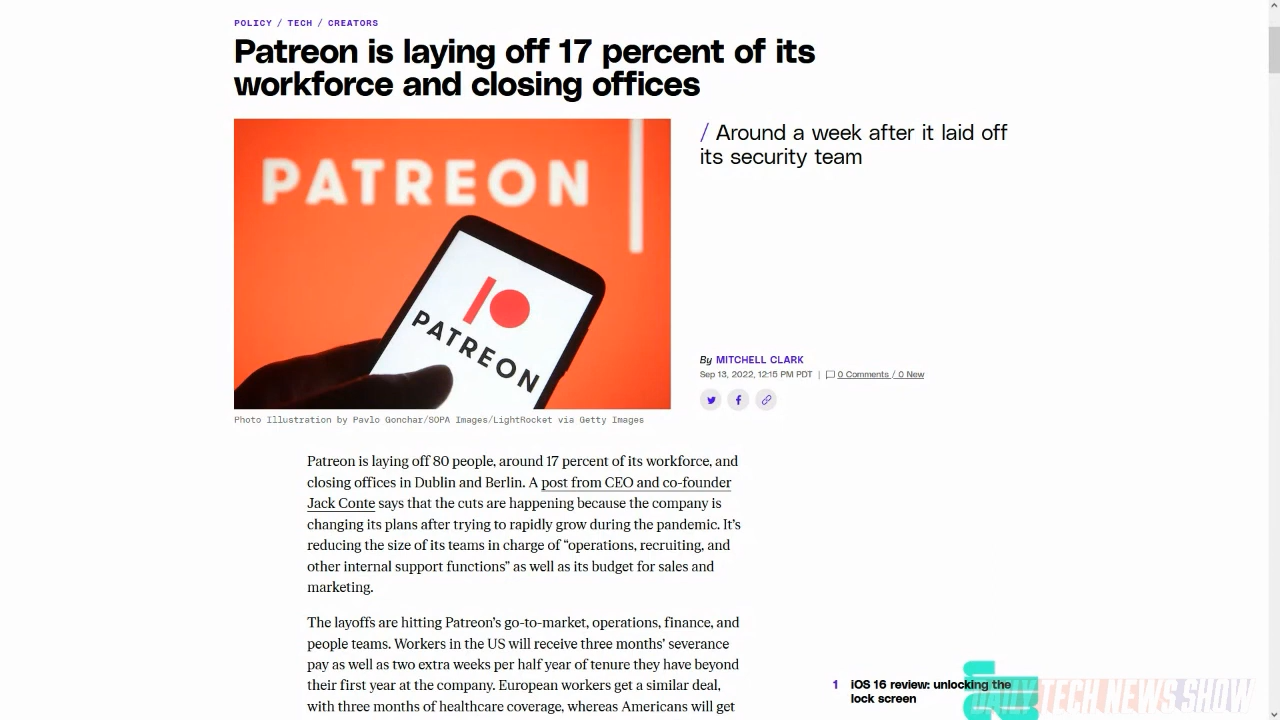 POLICY / TECH / CREATORS
Patreon is laying off 17 percent of its
workforce and closing offices
PATREON
PATREON
/ Around a week after it laid off
its security team
By MITCHELL CLARK
Sep 13, 2022, 12:15 PM PDT | 0 Comments / 0 New
Photo Illustration by Pavlo Gonchar/SOPA Images/LightRocket via Getty Images
Patreon is laying off 80 people, around 17 percent of its workforce, and
closing offices in Dublin and Berlin. A post from CEO and co-founder
Jack Conte says that the cuts are happening because the company is
changing its plans after trying to rapidly grow during the pandemic. It’s
reducing the size of its teams in charge of “operations, recruiting, and
other internal support functions” as well as its budget for sales and
marketing.
The layoffs are hitting Patreon’s go-to-market, operations, finance, and
people teams. Workers in the US will receive three months’ severance
pay as well as two extra weeks per half year of tenure they have beyond
their first year at the company. European workers get a similar deal,
with three months of healthcare coverage, whereas Americans will get
1 iOS 16 review: unlocking the
lock screen
DAILY TECH NEWS SHOW